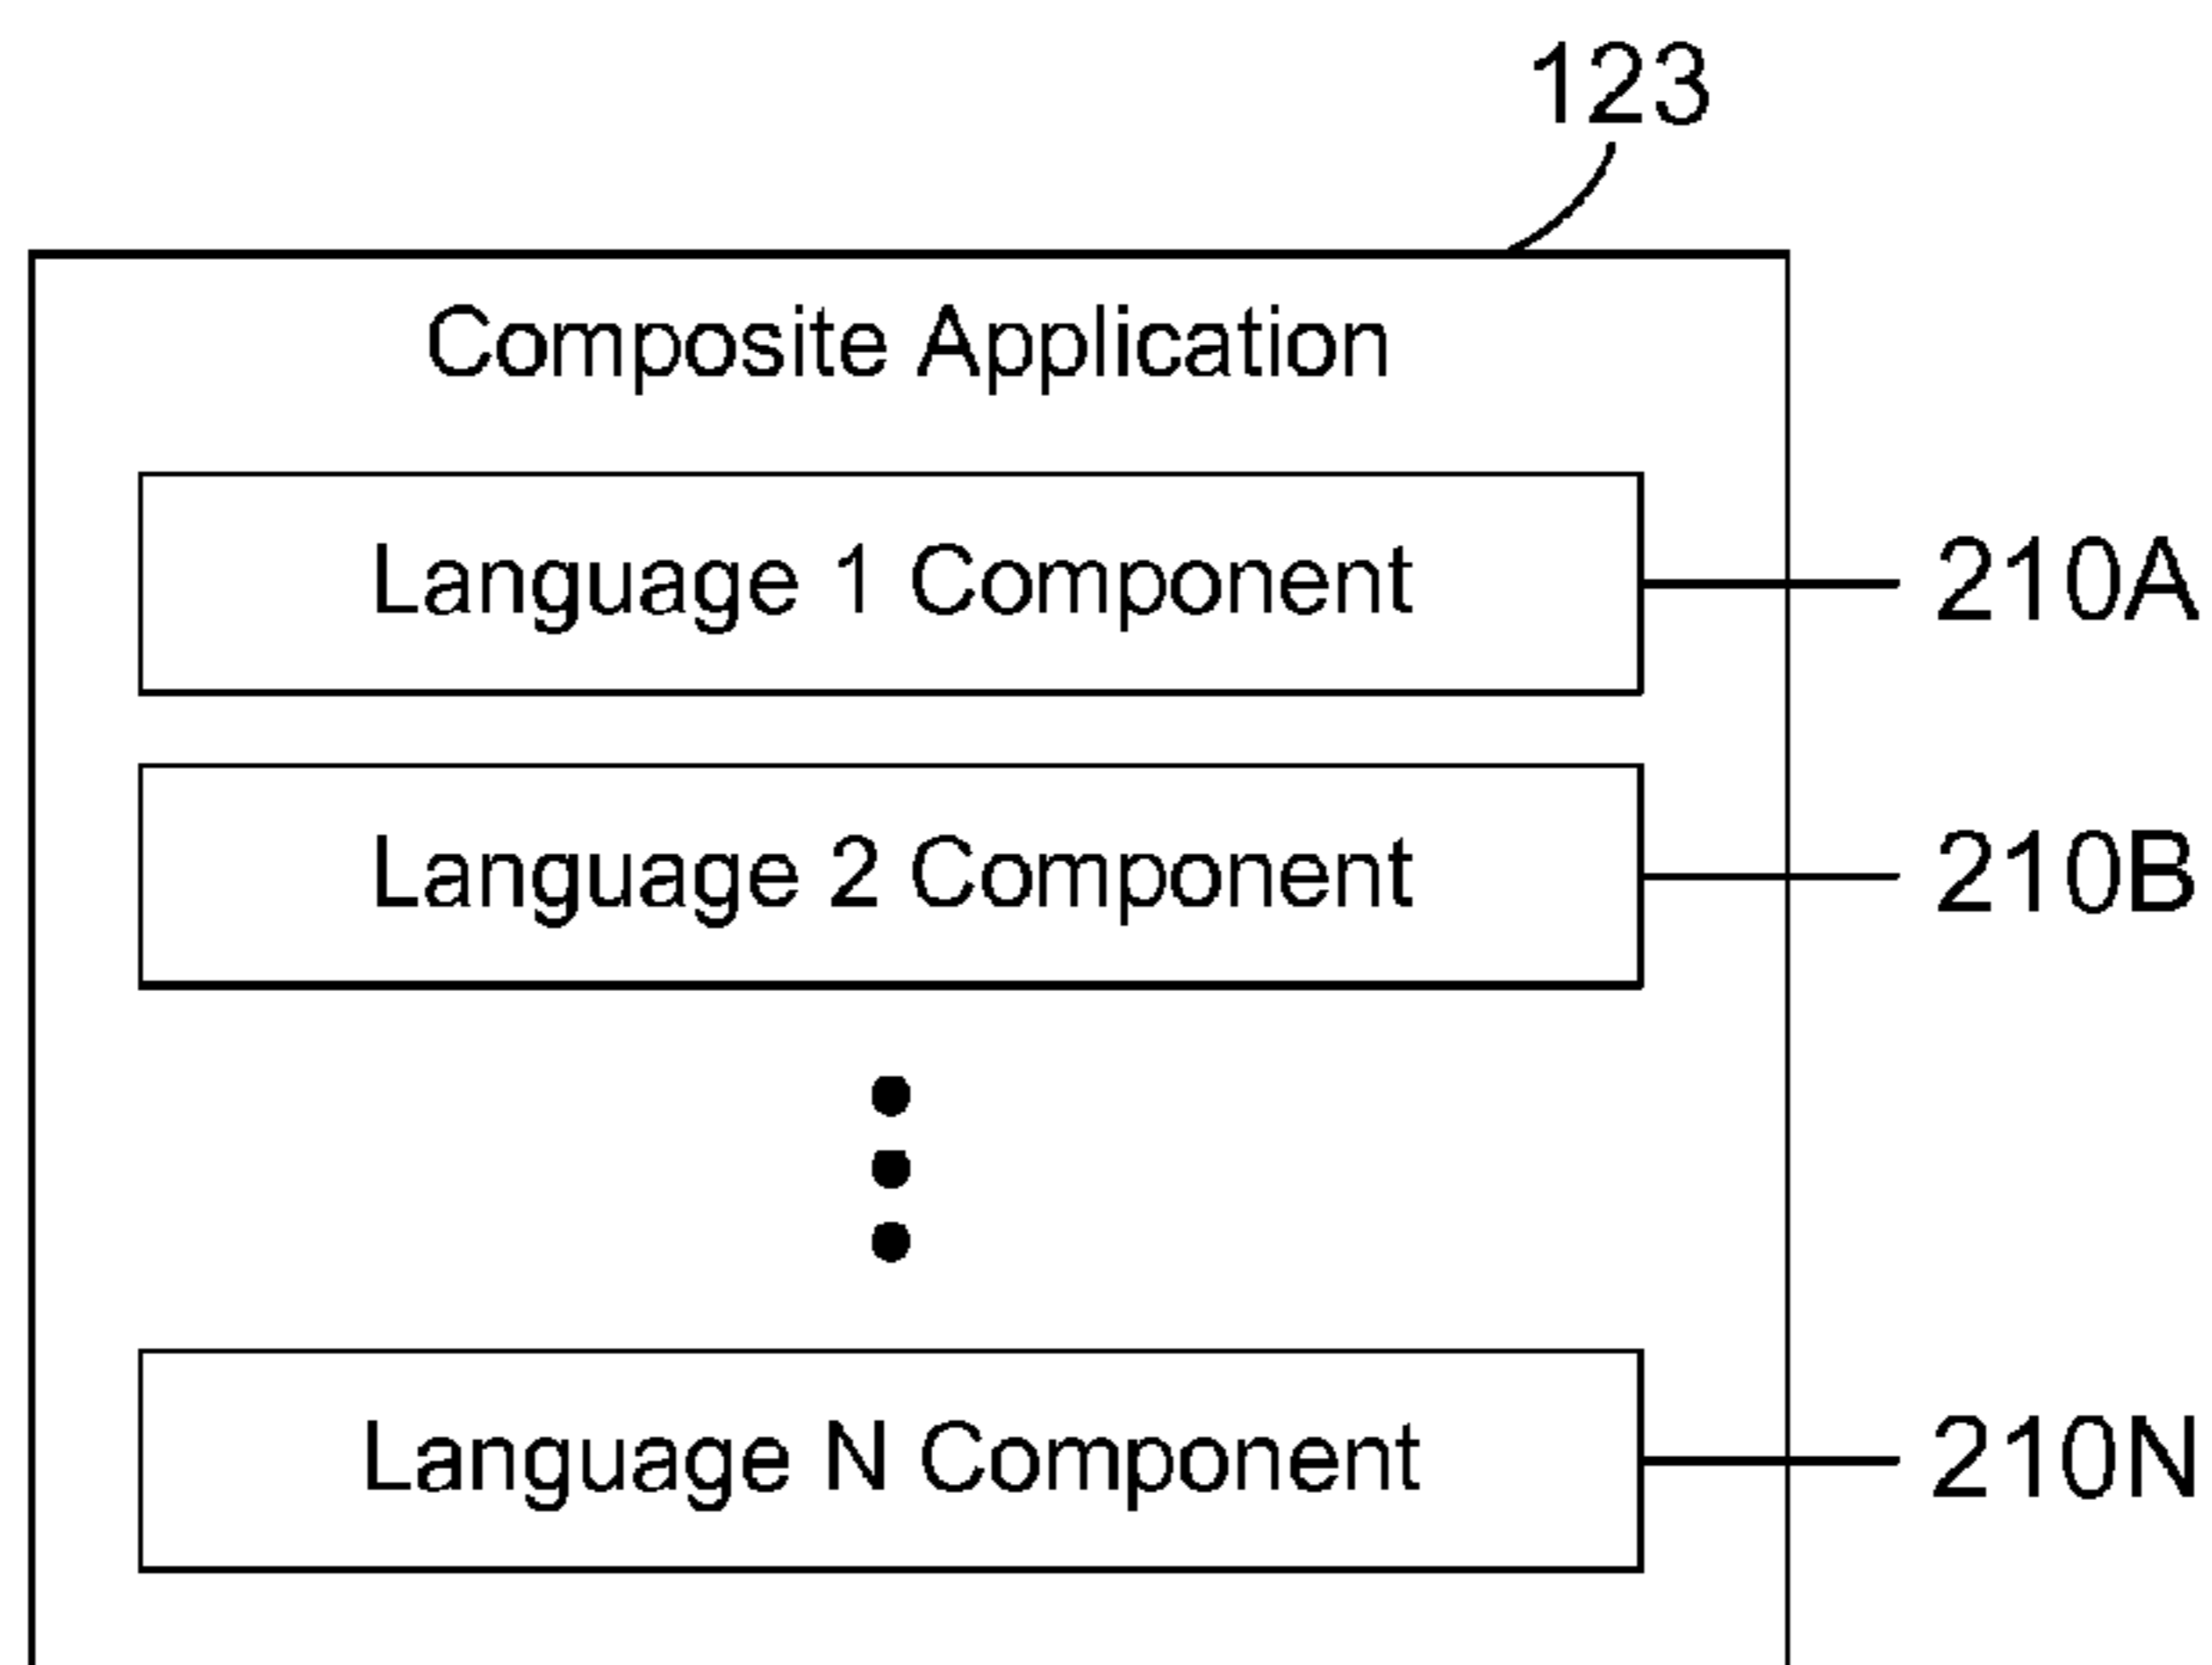 123
Composite Application
Language 1 Component
210A
Language 2 Component
210B
Language N Component
210N